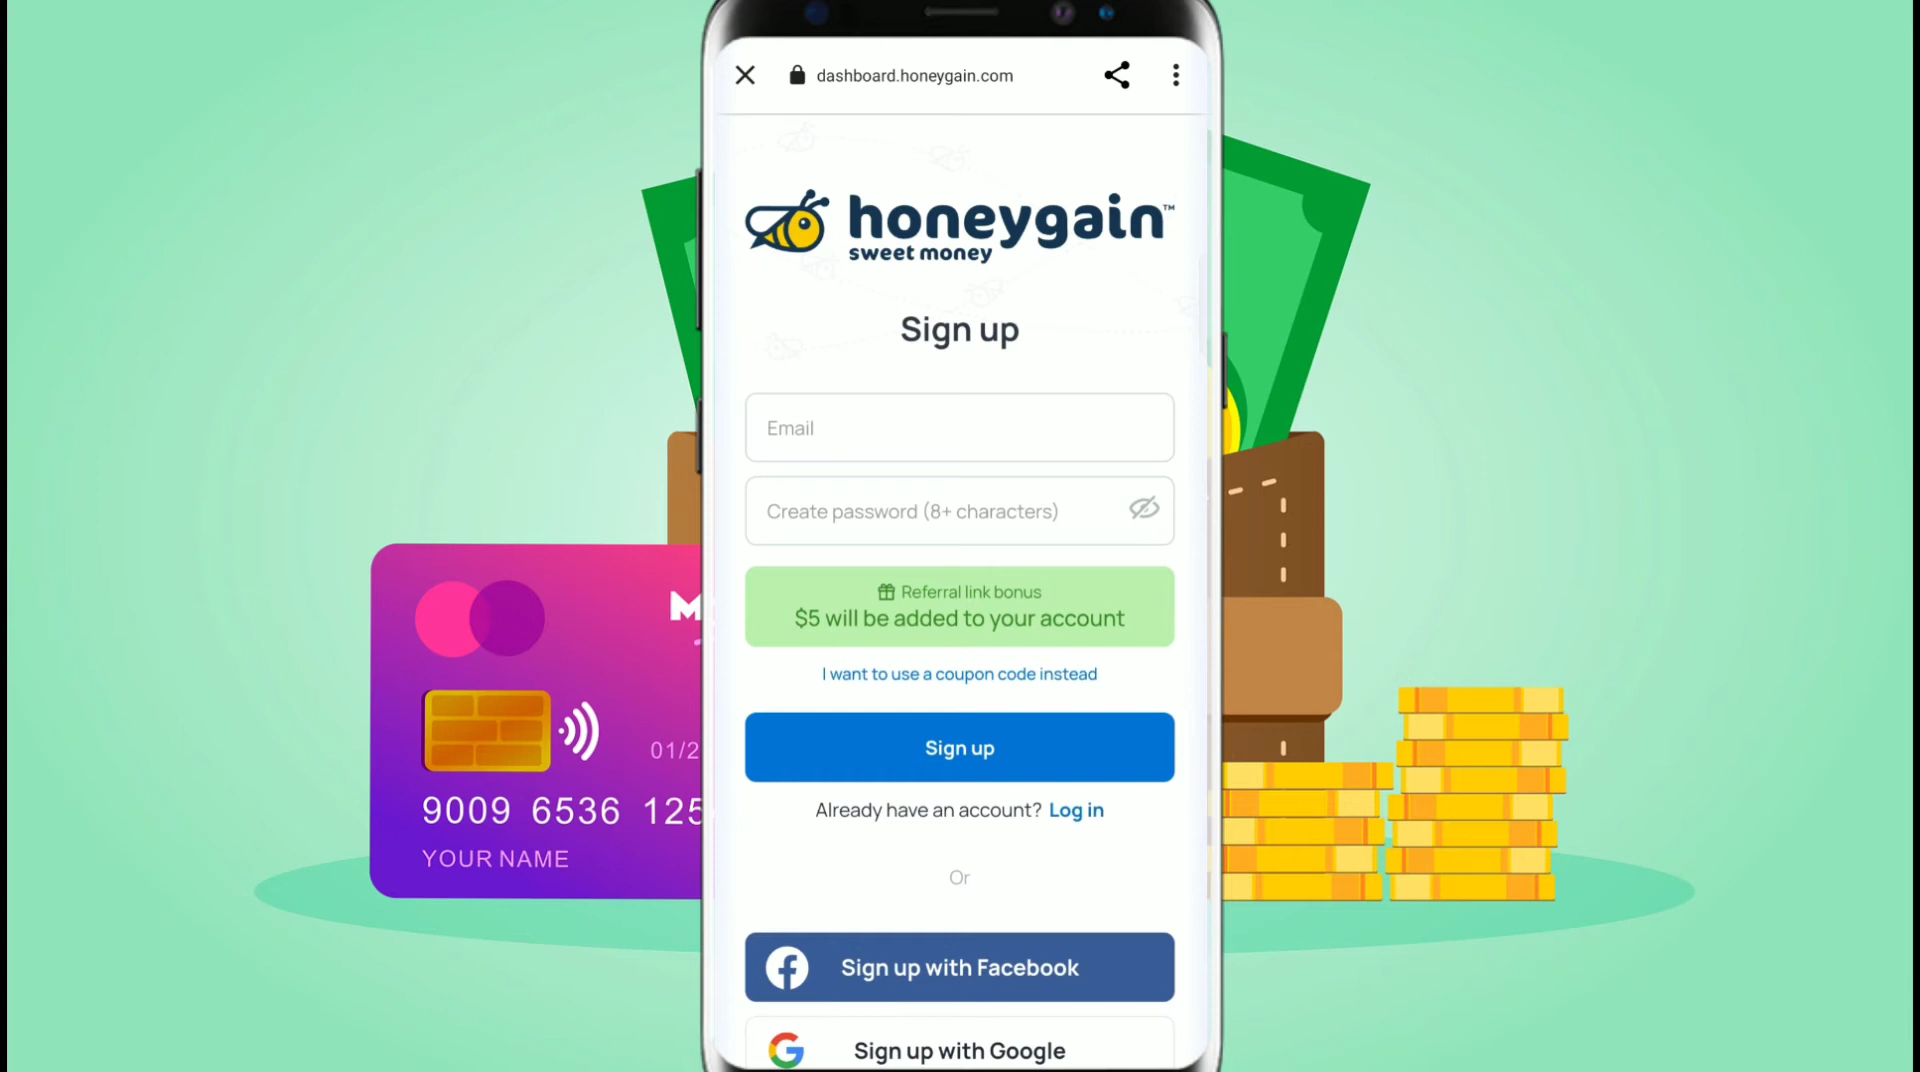 dashboard.honeygain.com
honeygain™
sweet money
Sign up
Email
Create password (8+ characters)
Referral link bonus
$5 will be added to your account
I want to use a coupon code instead
Sign up
Already have an account? Log in
Or
Sign up with Facebook
Sign up with Google
M
01/2
9009 6536 125
YOUR NAME